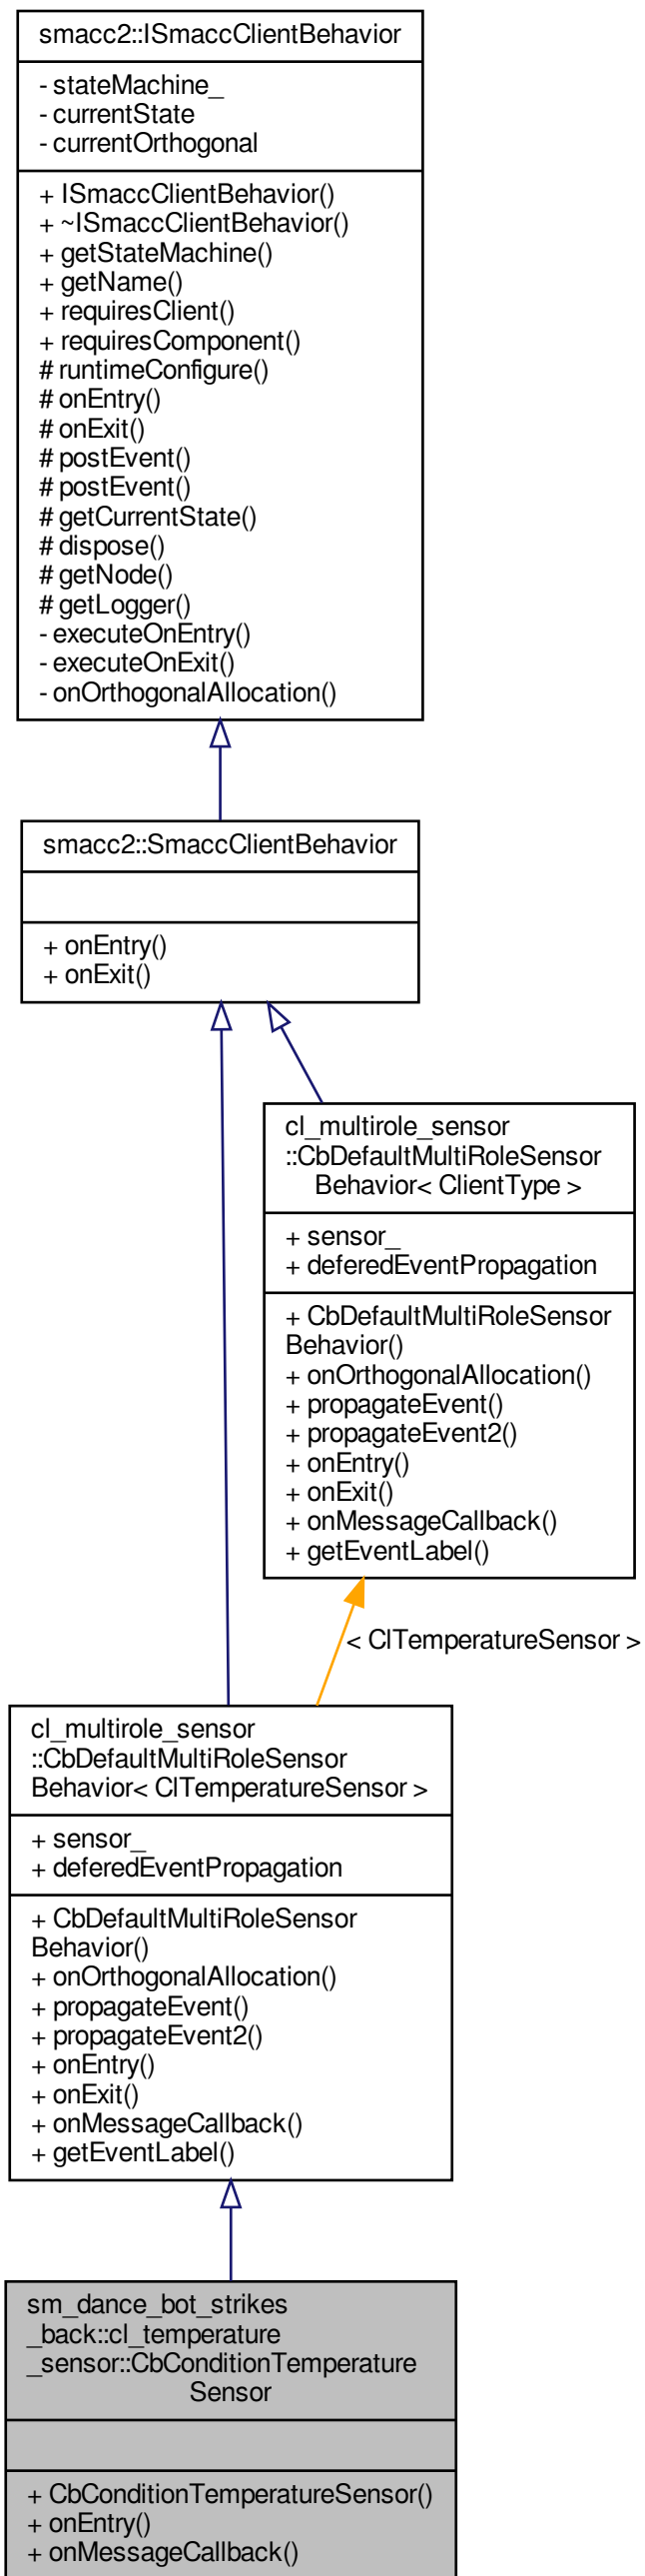 smacc2::ISmaccClientBehavior
- stateMachine_
- currentState
- currentOrthogonal
+ ISmaccClientBehavior()
+ ~ISmaccClientBehavior()
+ getStateMachine()
+ getName()
+ requiresClient()
+ requiresComponent()
# runtimeConfigure()
# onEntry()
# onExit()
# postEvent()
# postEvent()
# getCurrentState()
# dispose()
# getNode()
# getLogger()
- executeOnEntry()
- executeOnExit()
- onOrthogonalAllocation()
smacc2::SmaccClientBehavior
+ onEntry()
+ onExit()
cl_multirole_sensor
::CbDefaultMultiRoleSensor
Behavior< ClientType >
+ sensor_
+ deferedEventPropagation
+ CbDefaultMultiRoleSensor
Behavior()
+ onOrthogonalAllocation()
+ propagateEvent()
+ propagateEvent2()
+ onEntry()
+ onExit()
+ onMessageCallback()
+ getEventLabel()
< ClTemperatureSensor >
cl_multirole_sensor
::CbDefaultMultiRoleSensor
Behavior< ClTemperatureSensor >
+ sensor_
+ deferedEventPropagation
+ CbDefaultMultiRoleSensor
Behavior()
+ onOrthogonalAllocation()
+ propagateEvent()
+ propagateEvent2()
+ onEntry()
+ onExit()
+ onMessageCallback()
+ getEventLabel()
sm_dance_bot_strikes
_back::cl_temperature
_sensor::CbConditionTemperature
Sensor
+ CbConditionTemperatureSensor()
+ onEntry()
+ onMessageCallback()